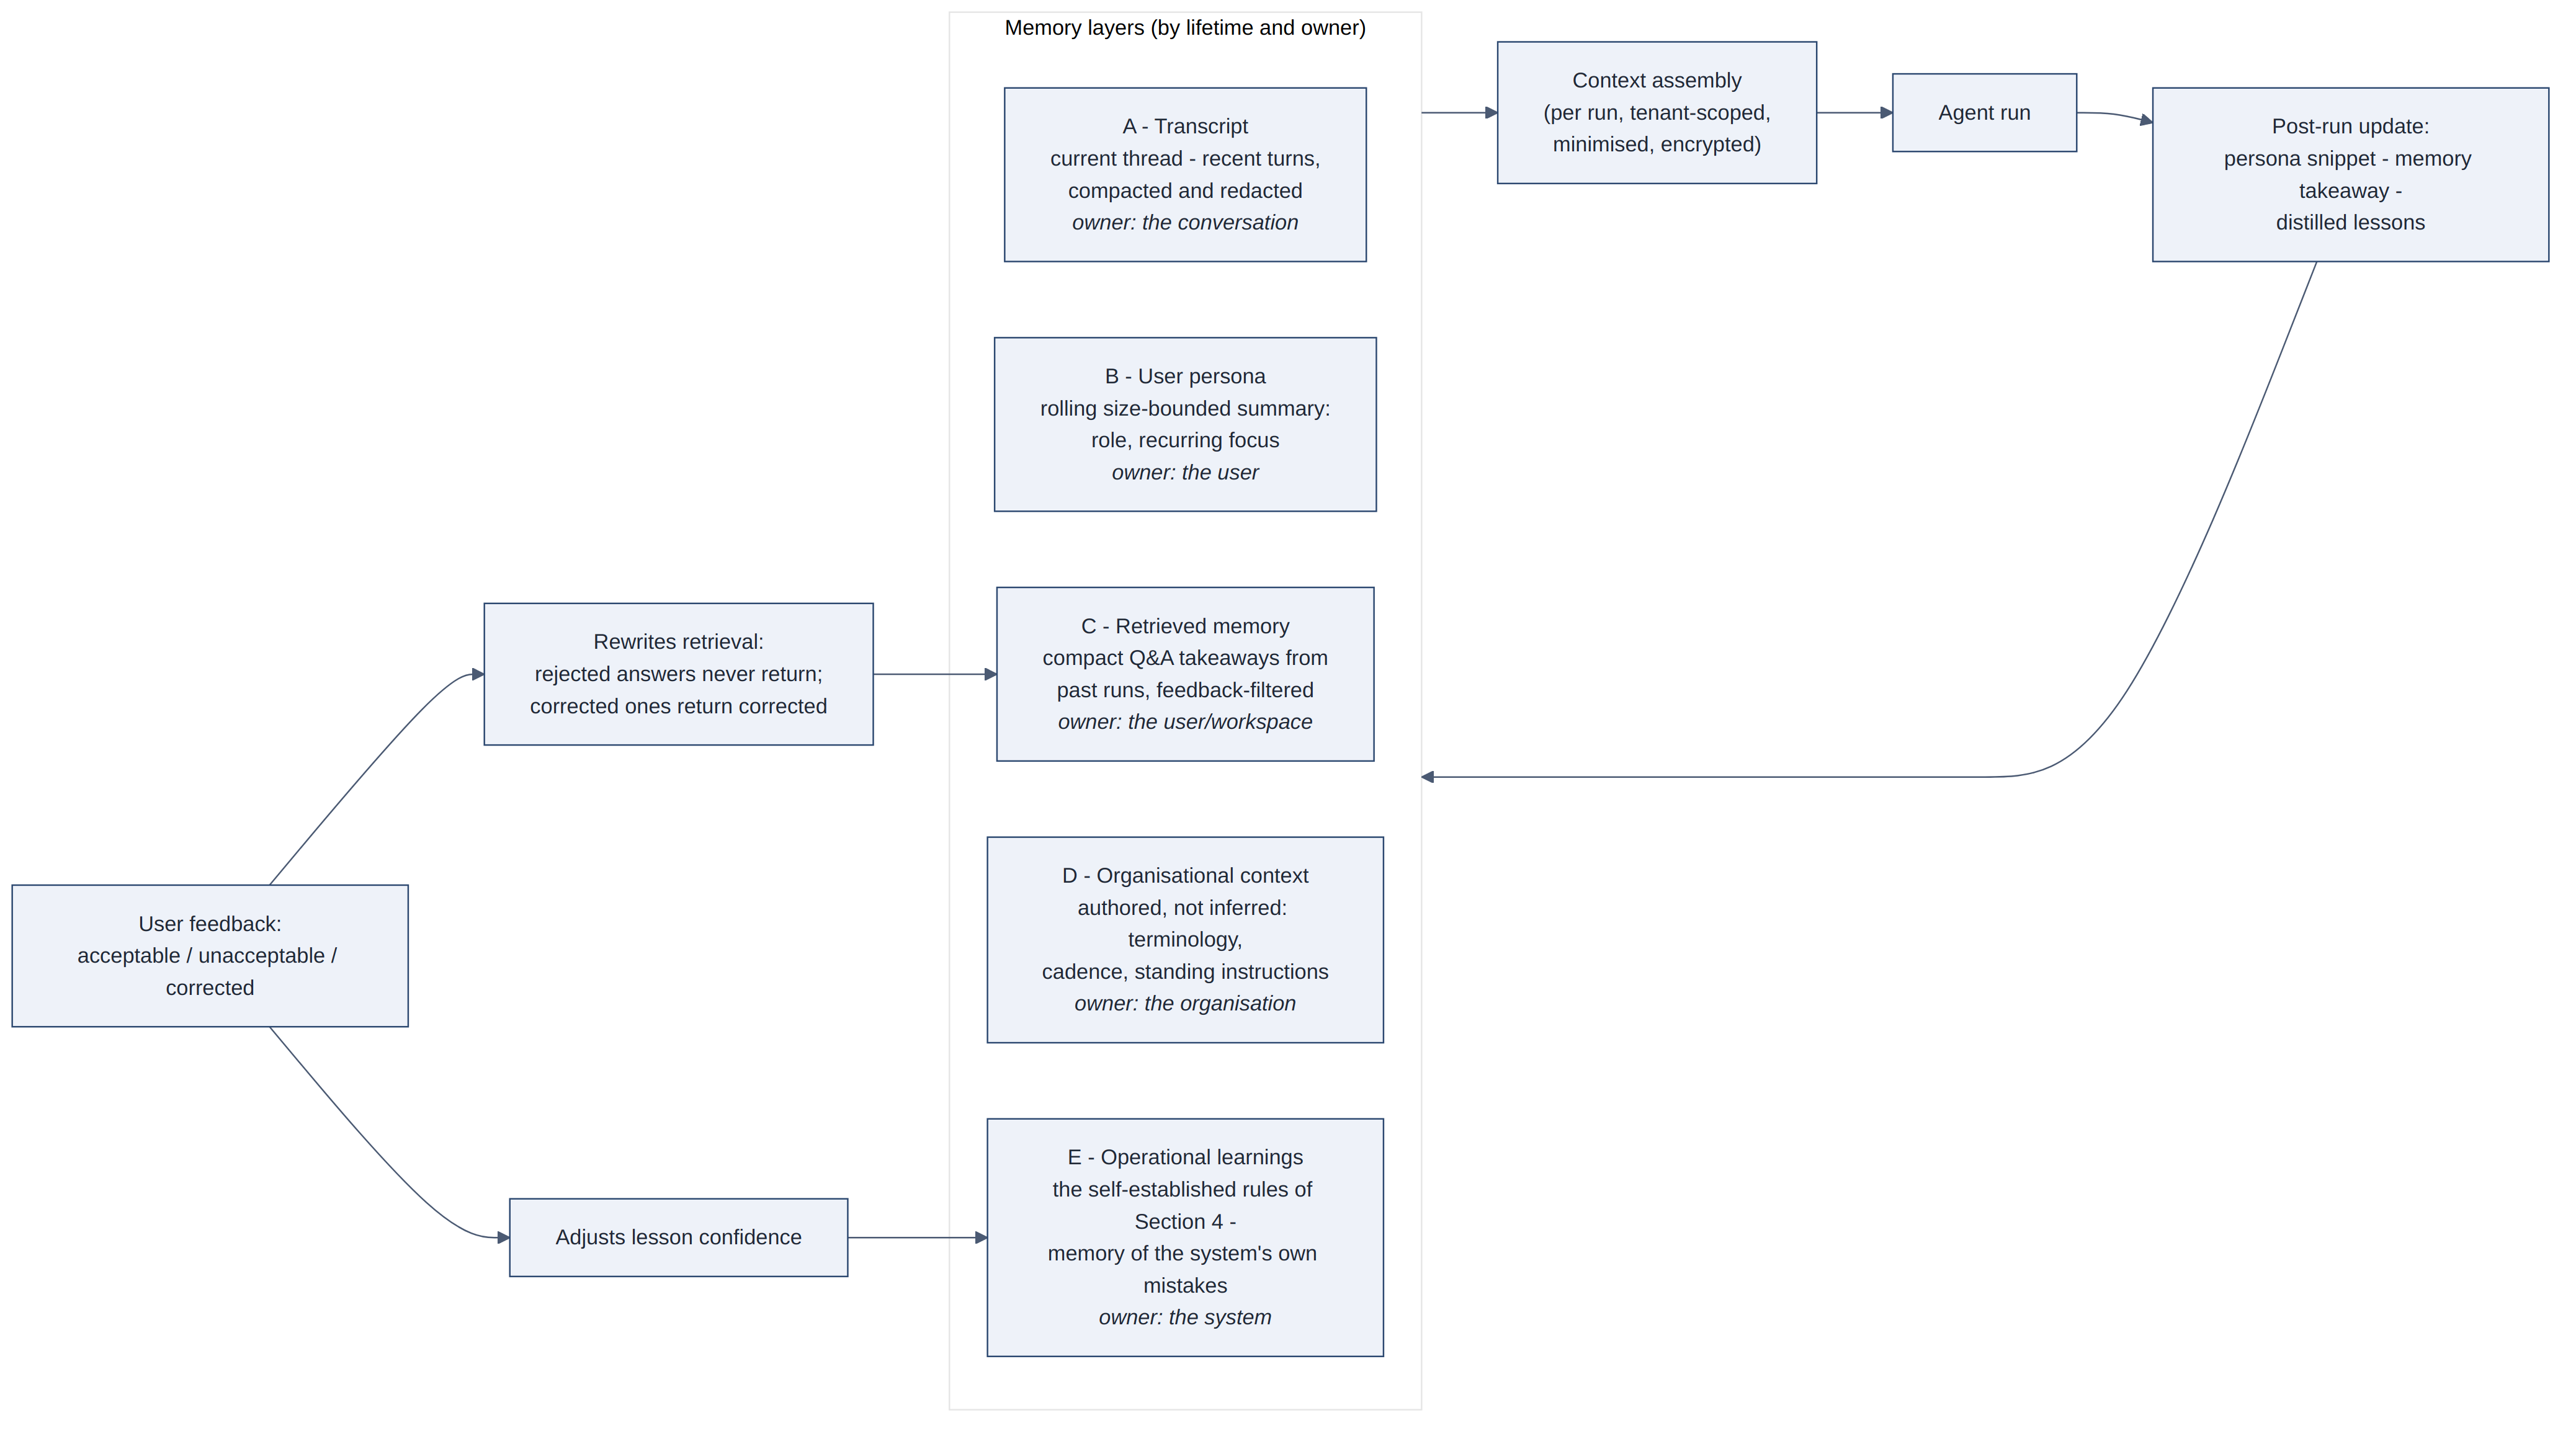 Memory layers (by lifetime and owner)
A - Transcript
current thread - recent turns,
compacted and redacted
owner: the conversation
B - User persona
rolling size-bounded summary:
role, recurring focus
owner: the user
C - Retrieved memory
compact Q&A takeaways from
past runs, feedback-filtered
owner: the user/workspace
D - Organisational context
authored, not inferred:
terminology,
cadence, standing instructions
owner: the organisation
E - Operational learnings
the self-established rules of
Section 4 -
memory of the system's own
mistakes
owner: the system
Context assembly
(per run, tenant-scoped,
minimised, encrypted)
Agent run
Post-run update:
persona snippet - memory
takeaway -
distilled lessons
User feedback:
acceptable / unacceptable /
corrected
Rewrites retrieval:
rejected answers never return;
corrected ones return corrected
Adjusts lesson confidence